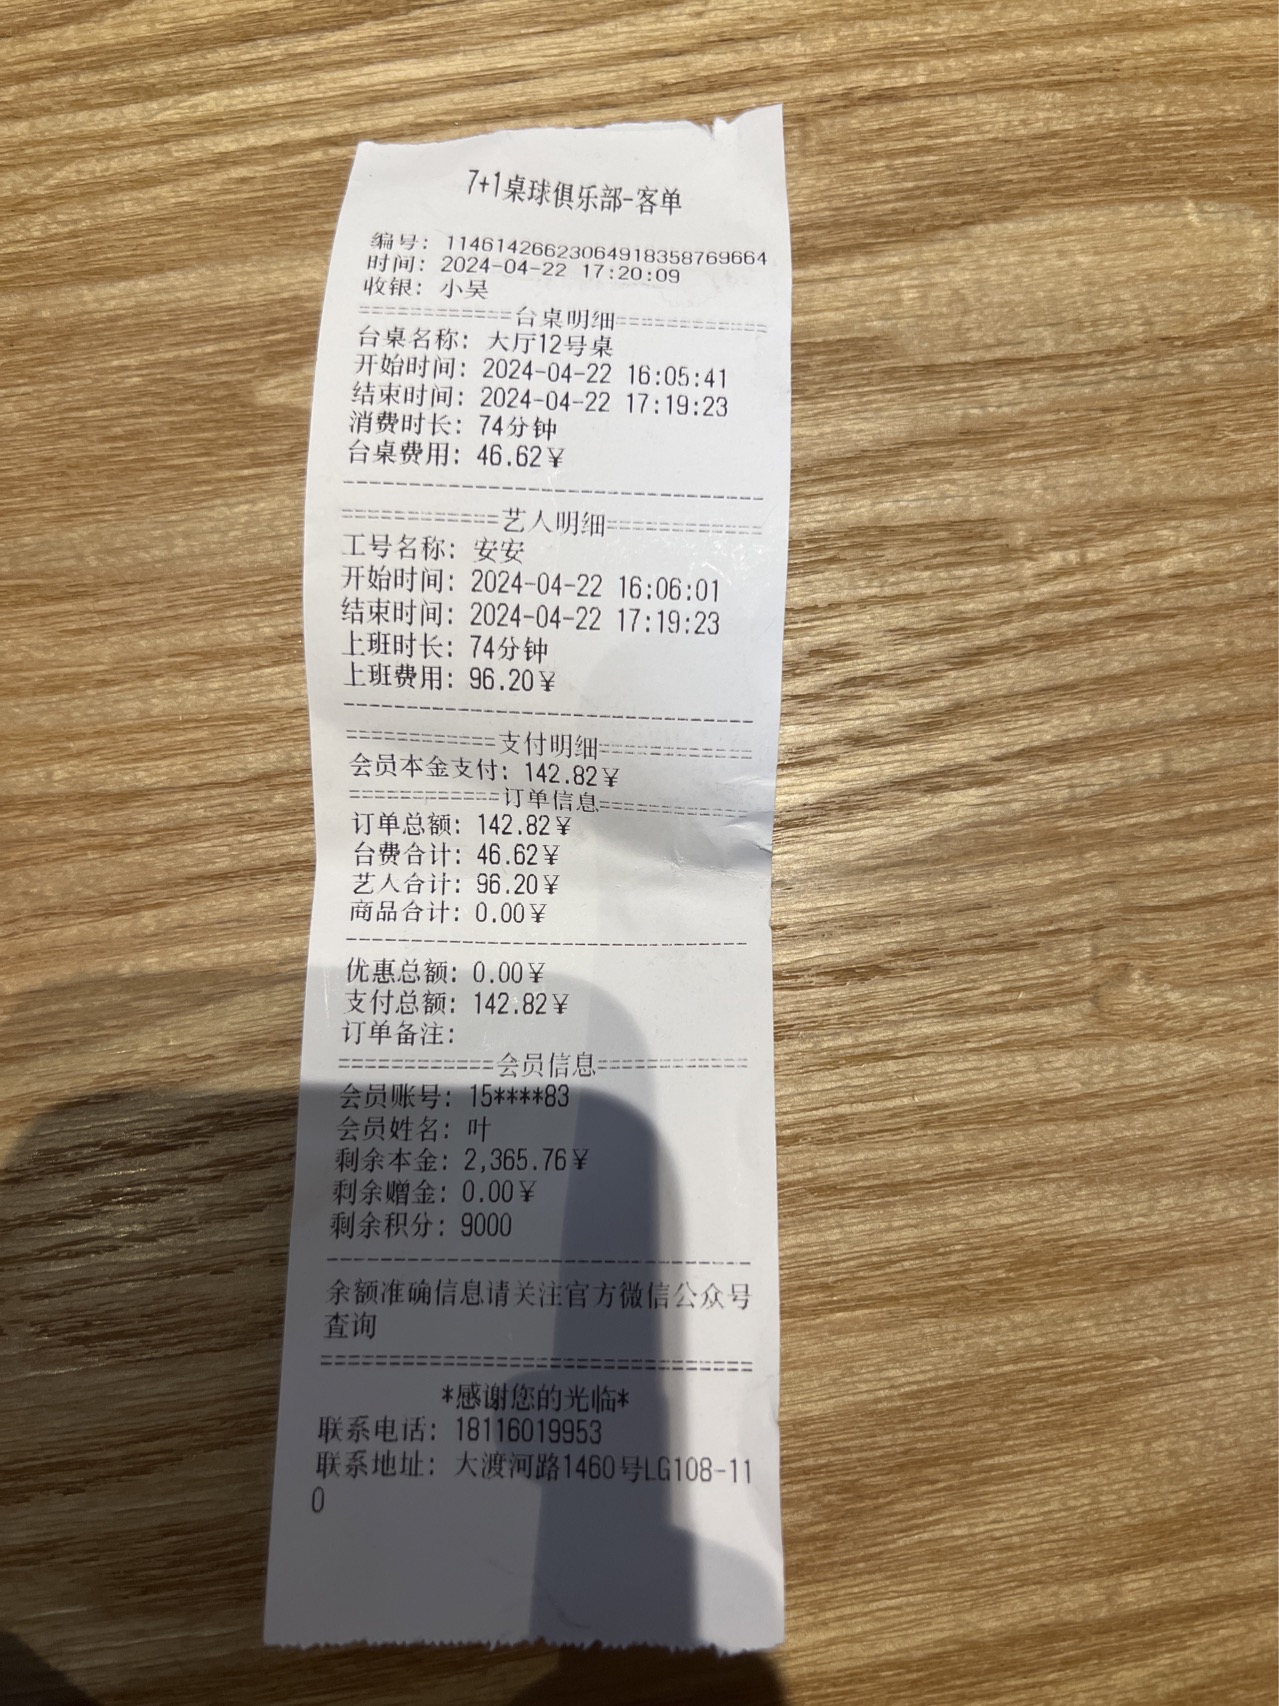 7+1桌球俱乐部-客单
编号: 1146142662306491835876​9664
时间: 2024-04-22 17:20:09
收银: 小吴
============台桌明细============
台桌名称: 大厅12号桌
开始时间: 2024-04-22 16:05:41
结束时间: 2024-04-22 17:19:23
消费时长: 74分钟
台桌费用: 46.62¥
--------------------------------
============艺人明细============
工号名称: 安安
开始时间: 2024-04-22 16:06:01
结束时间: 2024-04-22 17:19:23
上班时长: 74分钟
上班费用: 96.20¥
--------------------------------
============支付明细============
会员本金支付: 142.82¥
============订单信息============
订单总额: 142.82¥
台费合计: 46.62¥
艺人合计: 96.20¥
商品合计: 0.00¥
--------------------------------
优惠总额: 0.00¥
支付总额: 142.82¥
订单备注:
============会员信息============
会员账号: 15****83
会员姓名: 叶
剩余本金: 2,365.76¥
剩余赠金: 0.00¥
剩余积分: 9000
--------------------------------
余额准确信息请关注官方微信公众号
查询
================================
*感谢您的光临*
联系电话: 18116019953
联系地址: 大渡河路1460号LG108-11
0